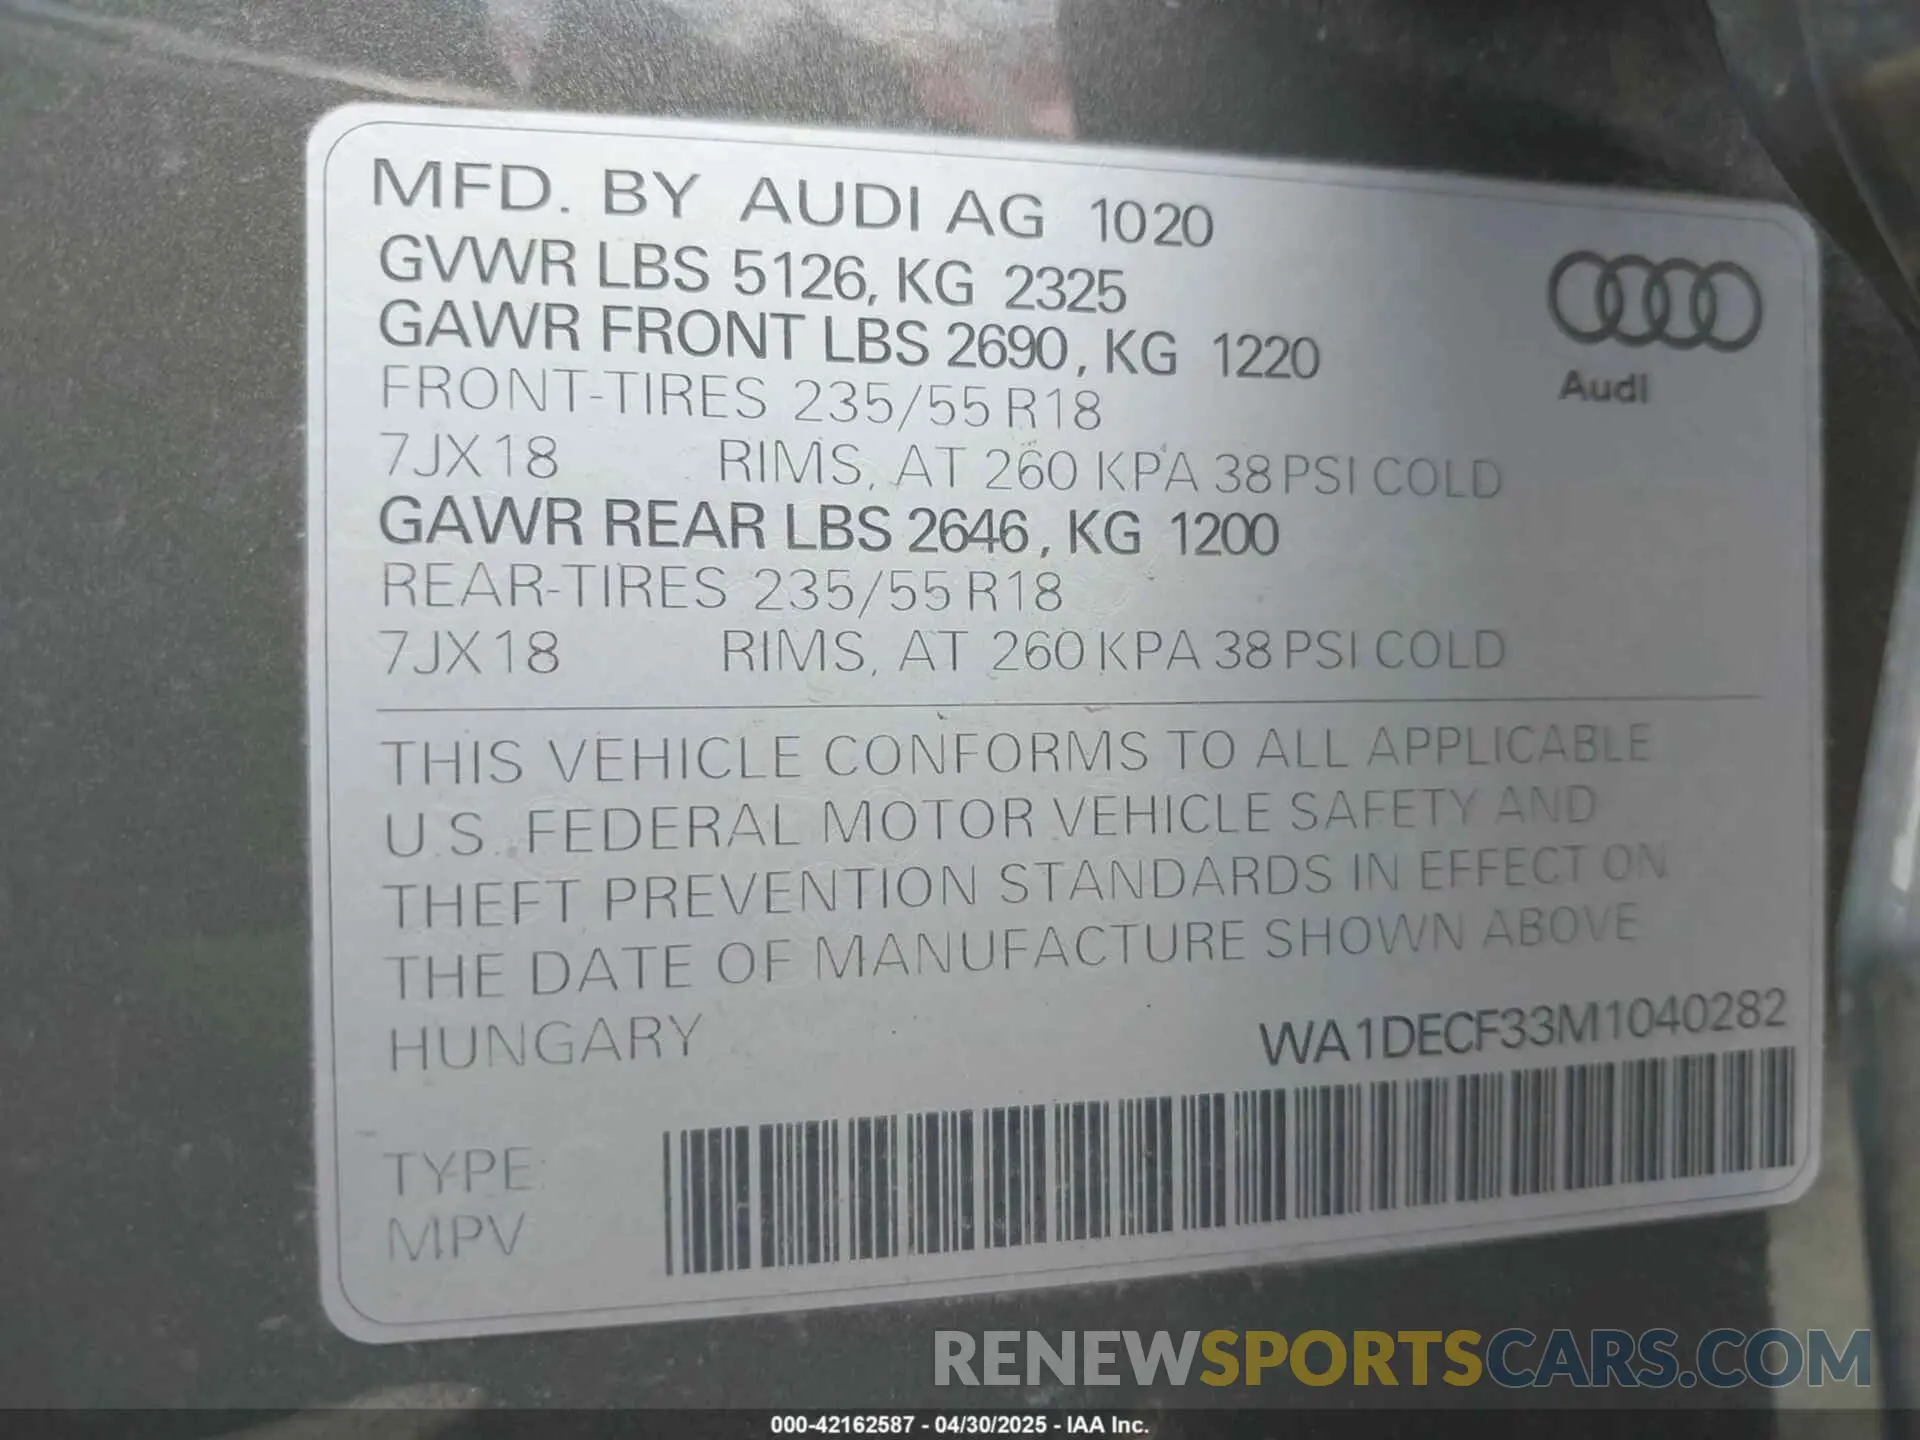 MFD. BY AUDI AG 1020
GVWR LBS 5126, KG 2325
GAWR FRONT LBS 2690, KG 1220
FRONT-TIRES 235/55 R18
7JX18 RIMS, AT 260 KPA 38 PSI COLD
GAWR REAR LBS 2646, KG 1200
REAR-TIRES 235/55 R18
7JX18 RIMS, AT 260 KPA 38 PSI COLD
Audi
THIS VEHICLE CONFORMS TO ALL APPLICABLE
U.S. FEDERAL MOTOR VEHICLE SAFETY AND
THEFT PREVENTION STANDARDS IN EFFECT ON
THE DATE OF MANUFACTURE SHOWN ABOVE
HUNGARY WA1DECF33M1040282
TYPE:
MPV
RENEWSPORTSCARS.COM
000-42162587 - 04/30/2025 - IAA Inc.